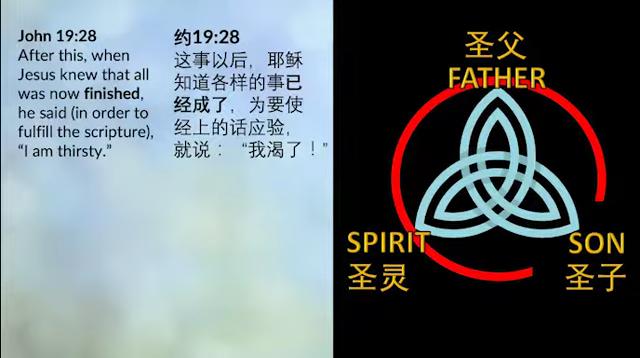 John 19:28
After this, when
Jesus knew that all
was now finished,
he said (in order to
fulfill the scripture),
“I am thirsty.”
约19:28
这事以后，耶稣
知道各样的事已
经成了，为要使
经上的话应验，
就说：“我渴了！”
圣父
FATHER
SPIRIT
圣灵
SON
圣子